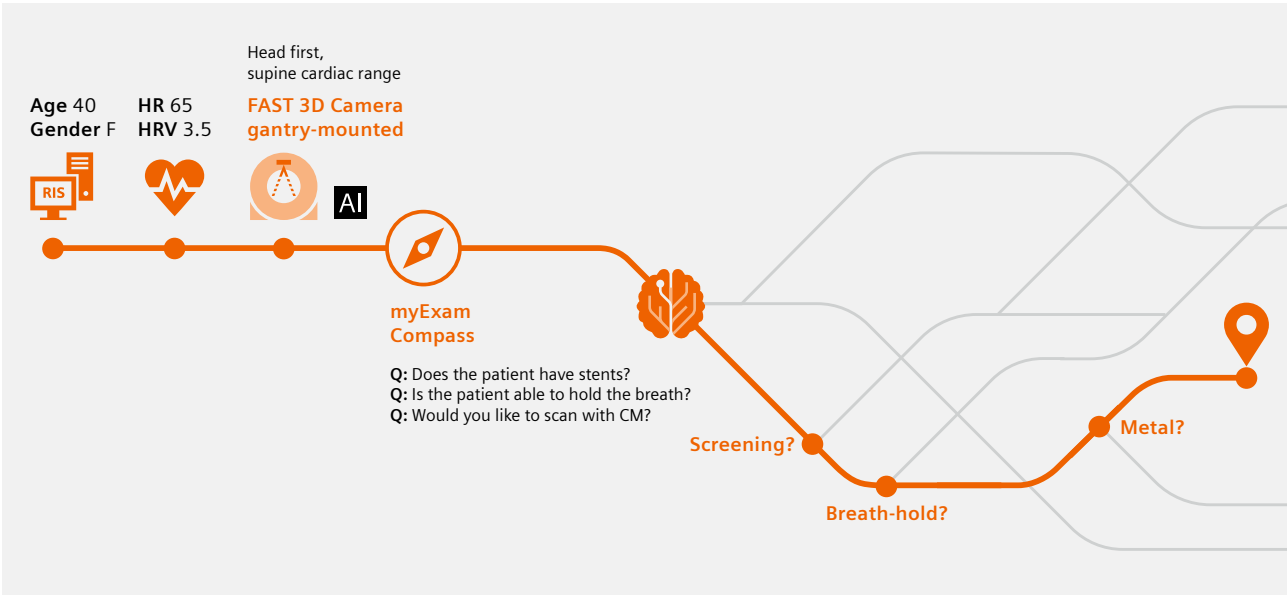 Head first,
supine cardiac range
Age 40
Gender F
HR 65
HRV 3.5
FAST 3D Camera
gantry-mounted
RIS
AI
myExam
Compass
Q: Does the patient have stents?
Q: Is the patient able to hold the breath?
Q: Would you like to scan with CM?
Screening?
Breath-hold?
Metal?